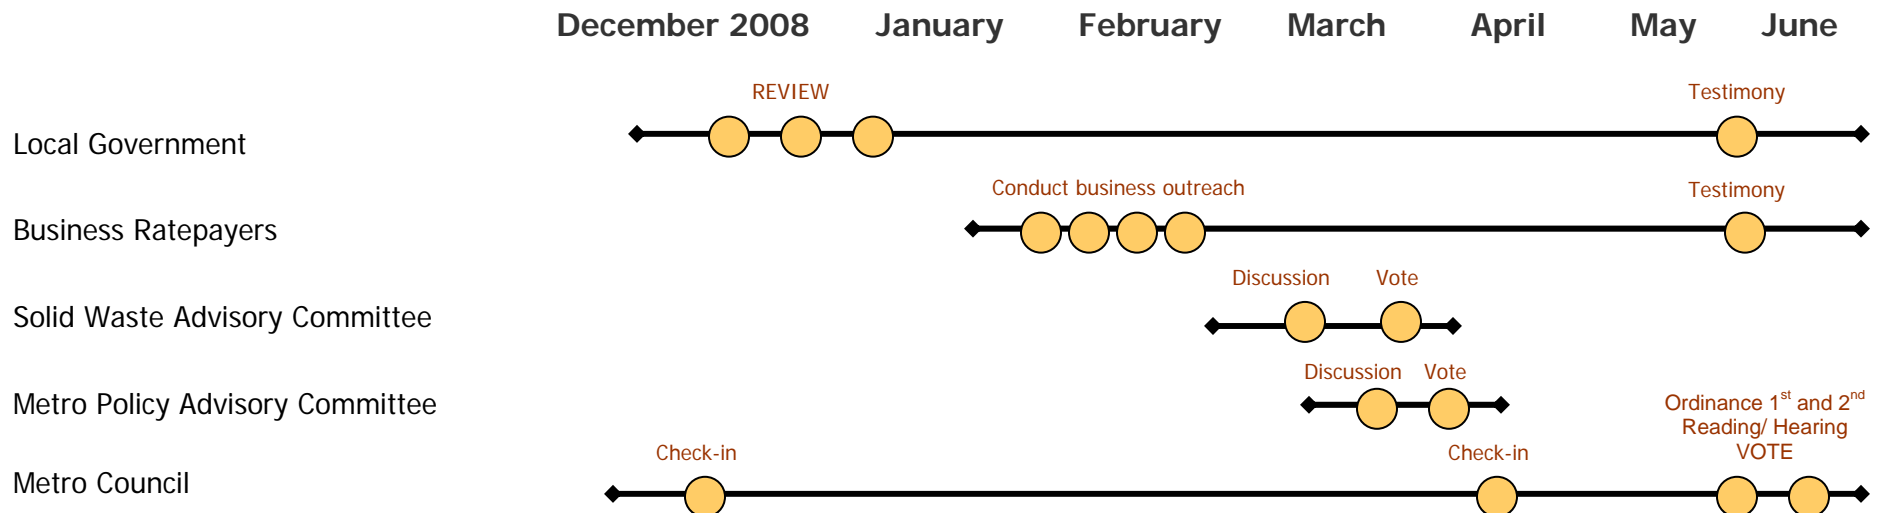 December 2008 January February March April May June
REVIEW Testimony
Local Government
Conduct business outreach Testimony
Business Ratepayers
Discussion Vote
Solid Waste Advisory Committee
Discussion Vote
Metro Policy Advisory Committee
Ordinance 1st and 2nd
Reading/ Hearing
VOTE
Check-in Check-in
Metro Council